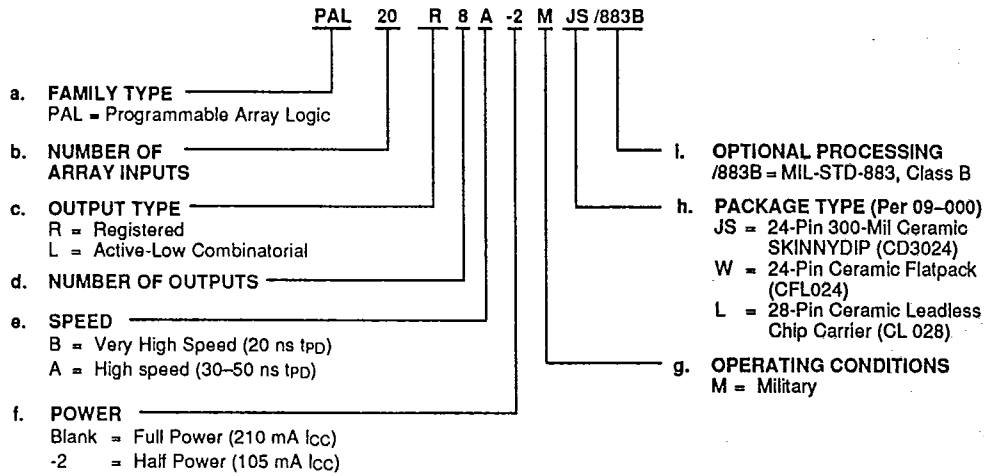 PAL 20 R 8 A -2 M JS /883B
a. FAMILY TYPE
PAL = Programmable Array Logic
b. NUMBER OF
ARRAY INPUTS
c. OUTPUT TYPE
R = Registered
L = Active-Low Combinatorial
d. NUMBER OF OUTPUTS
e. SPEED
B = Very High Speed (20 ns tPD)
A = High speed (30–50 ns tPD)
f. POWER
Blank = Full Power (210 mA ICC)
-2 = Half Power (105 mA ICC)
i. OPTIONAL PROCESSING
/883B = MIL-STD-883, Class B
h. PACKAGE TYPE (Per 09–000)
JS = 24-Pin 300-Mil Ceramic
SKINNYDIP (CD3024)
W = 24-Pin Ceramic Flatpack
(CFL024)
L = 28-Pin Ceramic Leadless
Chip Carrier (CL 028)
g. OPERATING CONDITIONS
M = Military